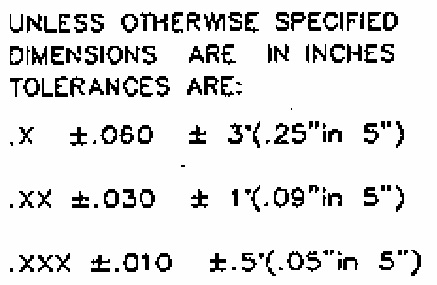 UNLESS OTHERWISE SPECIFIED
DIMENSIONS ARE IN INCHES
TOLERANCES ARE:
.X ±.060 ± 3°(.25"in 5")
.XX ±.030 ± 1°(.09"in 5")
.XXX ±.010 ±.5°(.05"in 5")